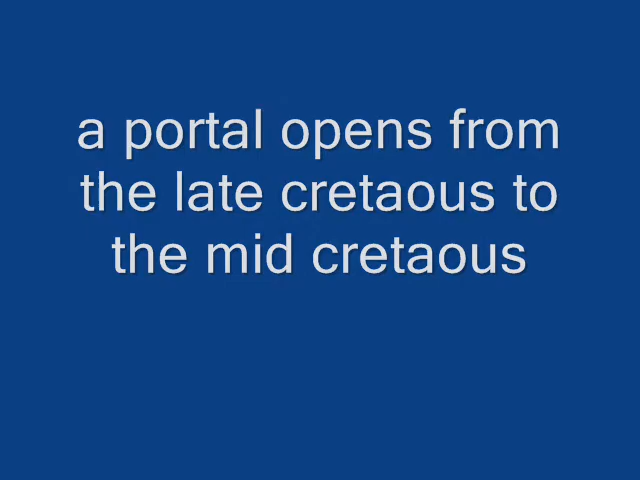 a portal opens from
the late cretaous to
the mid cretaous